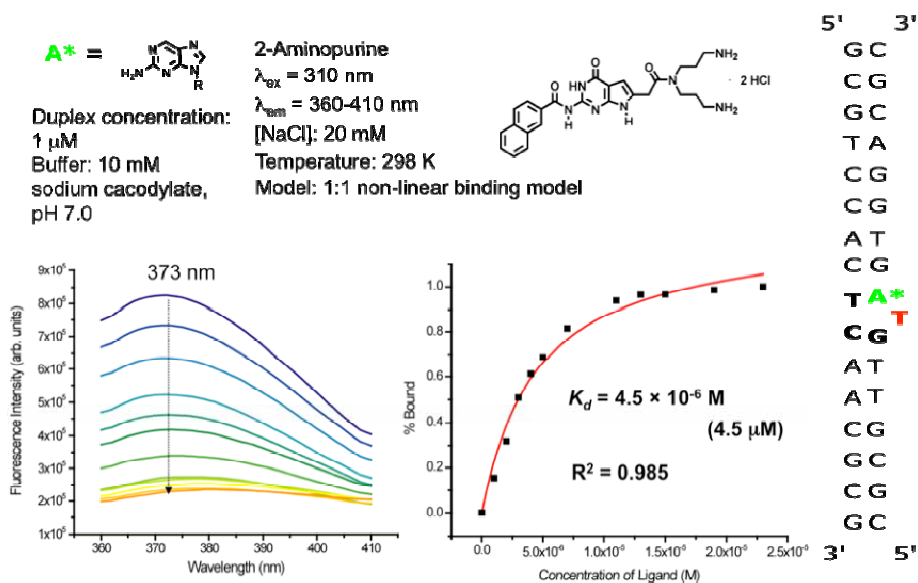 A* =
N
N
N
N
H₂N
R
2-Aminopurine
λex = 310 nm
λem = 360-410 nm
[NaCl]: 20 mM
Temperature: 298 K
Model: 1:1 non-linear binding model
Duplex concentration:
1 μM
Buffer: 10 mM
sodium cacodylate,
pH 7.0
O
HN
O
N
H
N
N
H
O
N
NH₂
NH₂
· 2 HCl
373 nm
9x10⁵
8x10⁵
7x10⁵
6x10⁵
5x10⁵
4x10⁵
3x10⁵
2x10⁵
1x10⁵
Fluorescence Intensity (arb. units)
360 370 380 390 400 410
Wavelength (nm)
1.0
0.8
0.6
0.4
0.2
0.0
% Bound
Kd = 4.5 × 10⁻⁶ M
(4.5 μM)
R² = 0.985
0.0 5.0x10⁻⁶ 1.0x10⁻⁵ 1.5x10⁻⁵ 2.0x10⁻⁵ 2.5x10⁻⁵
Concentration of Ligand (M)
5' 3'
G C
C G
G C
T A
C G
C G
A T
C G
T A*
T
C G
A T
A T
C G
G C
C G
G C
3' 5'